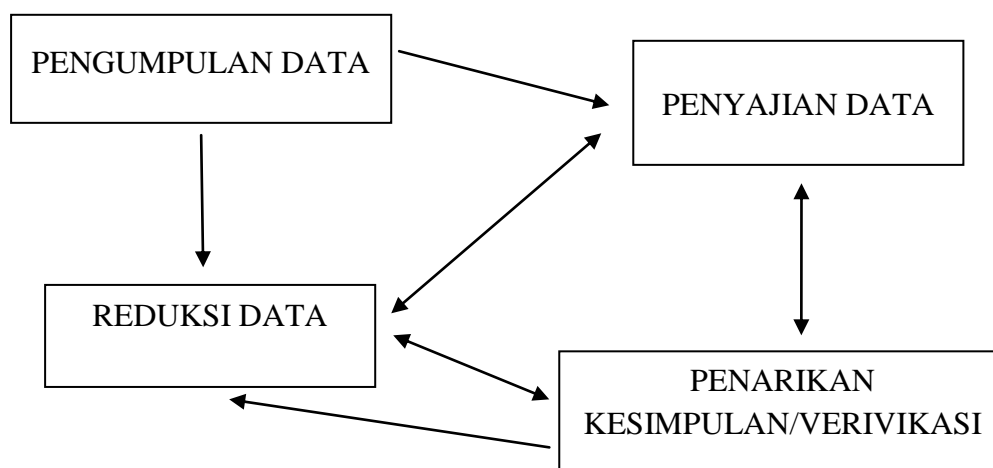 PENGUMPULAN DATA
PENYAJIAN DATA
REDUKSI DATA
PENARIKAN
KESIMPULAN/VERIVIKASI